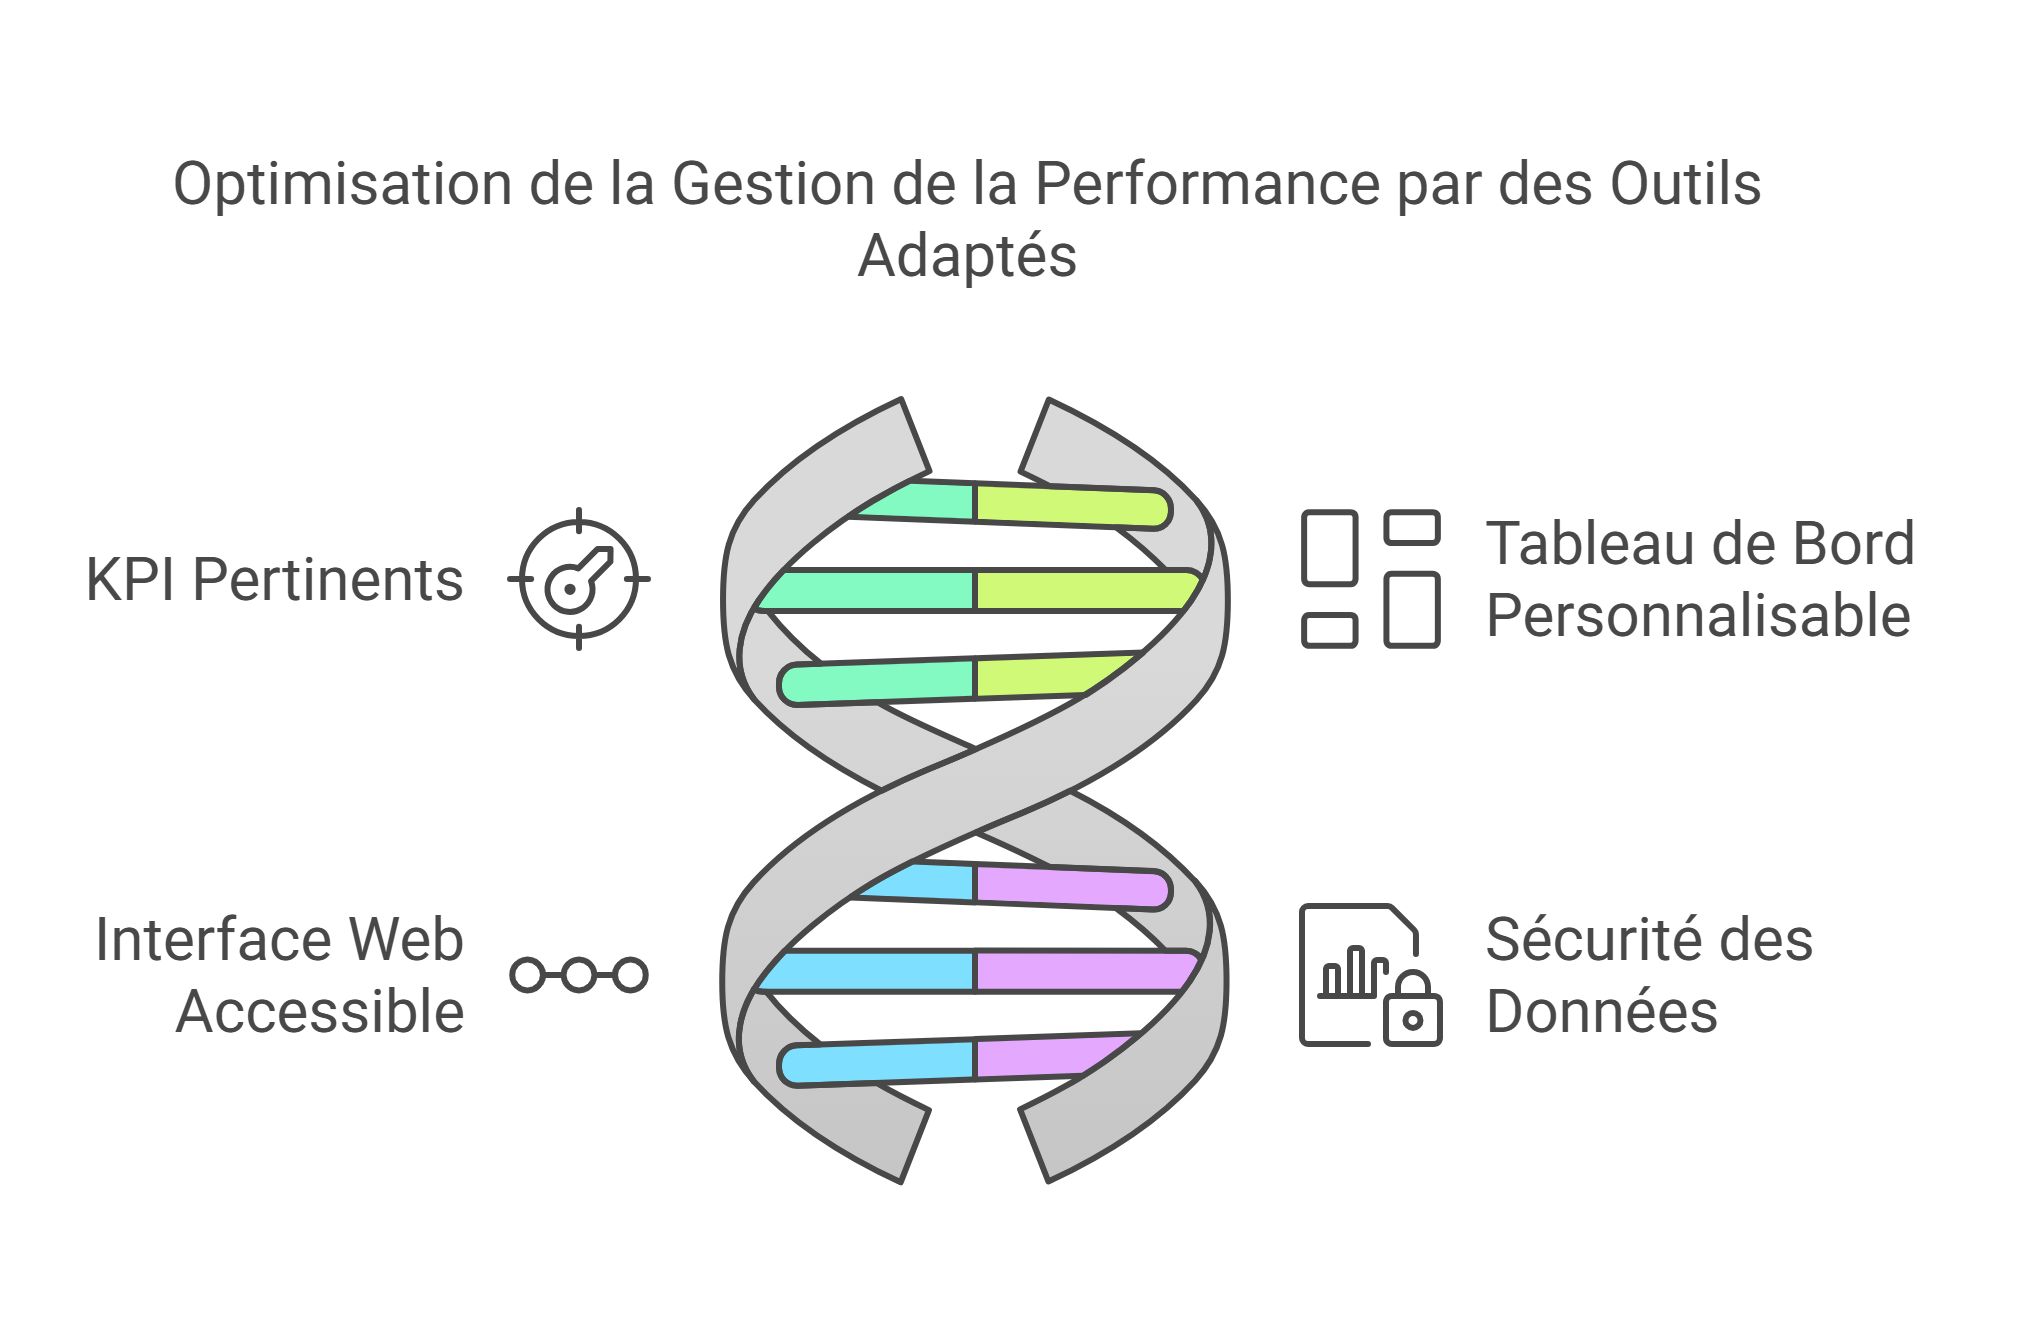 Optimisation de la Gestion de la Performance par des Outils
Adaptés
KPI Pertinents
Tableau de Bord
Personnalisable
Interface Web
Accessible
Sécurité des
Données